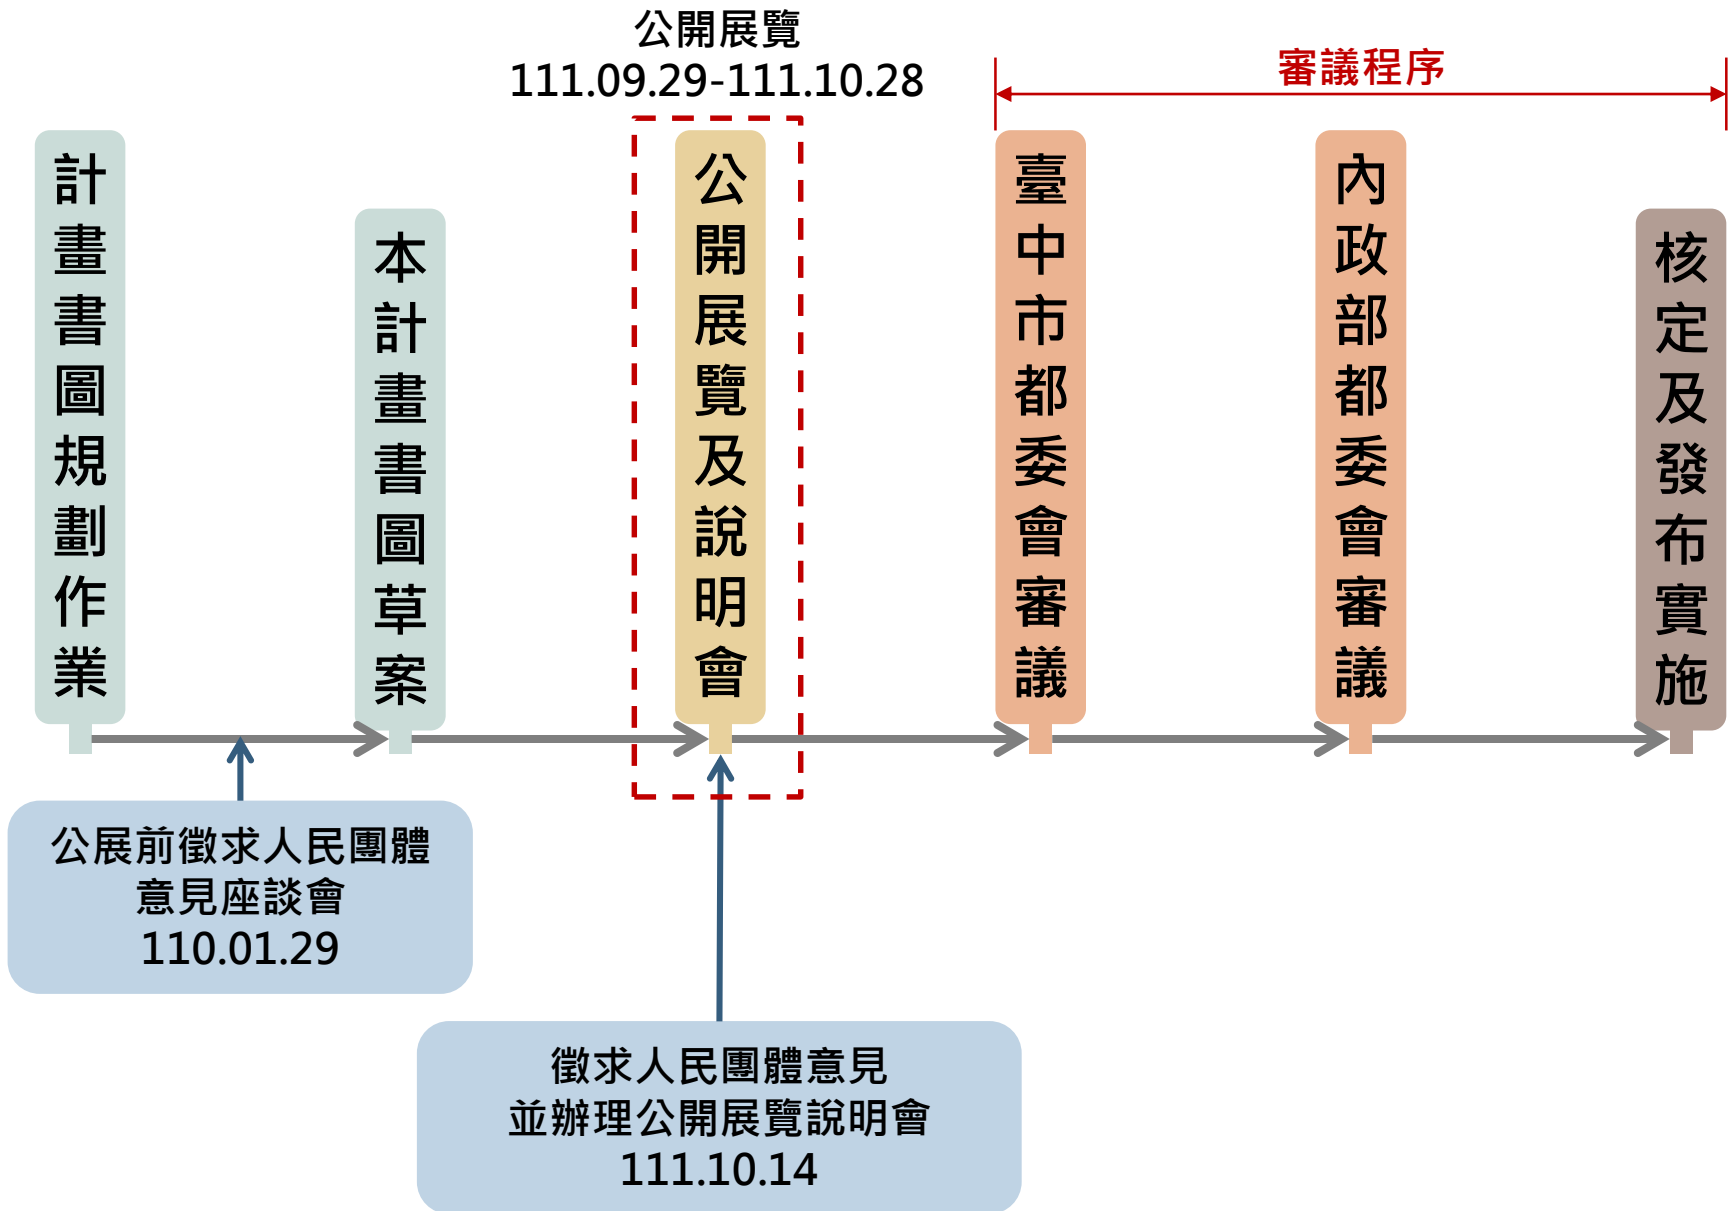 公開展覽
111.09.29-111.10.28
審議程序
計畫書圖規劃作業
本計畫書圖草案
公開展覽及說明會
臺中市都委會審議
內政部都委會審議
核定及發布實施
公展前徵求人民團體
意見座談會
110.01.29
徵求人民團體意見
並辦理公開展覽說明會
111.10.14